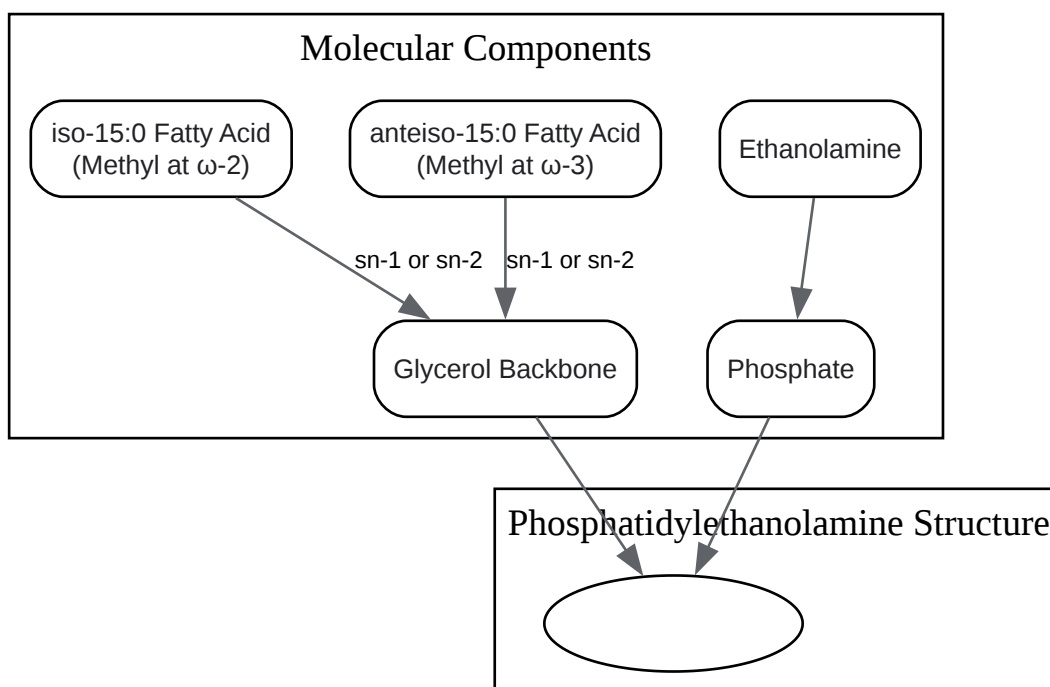 Molecular Components
iso-15:0 Fatty Acid
(Methyl at ω-2)
anteiso-15:0 Fatty Acid
(Methyl at ω-3)
Ethanolamine
sn-1 or sn-2
sn-1 or sn-2
Glycerol Backbone
Phosphate
Phosphatidylethanolamine Structure